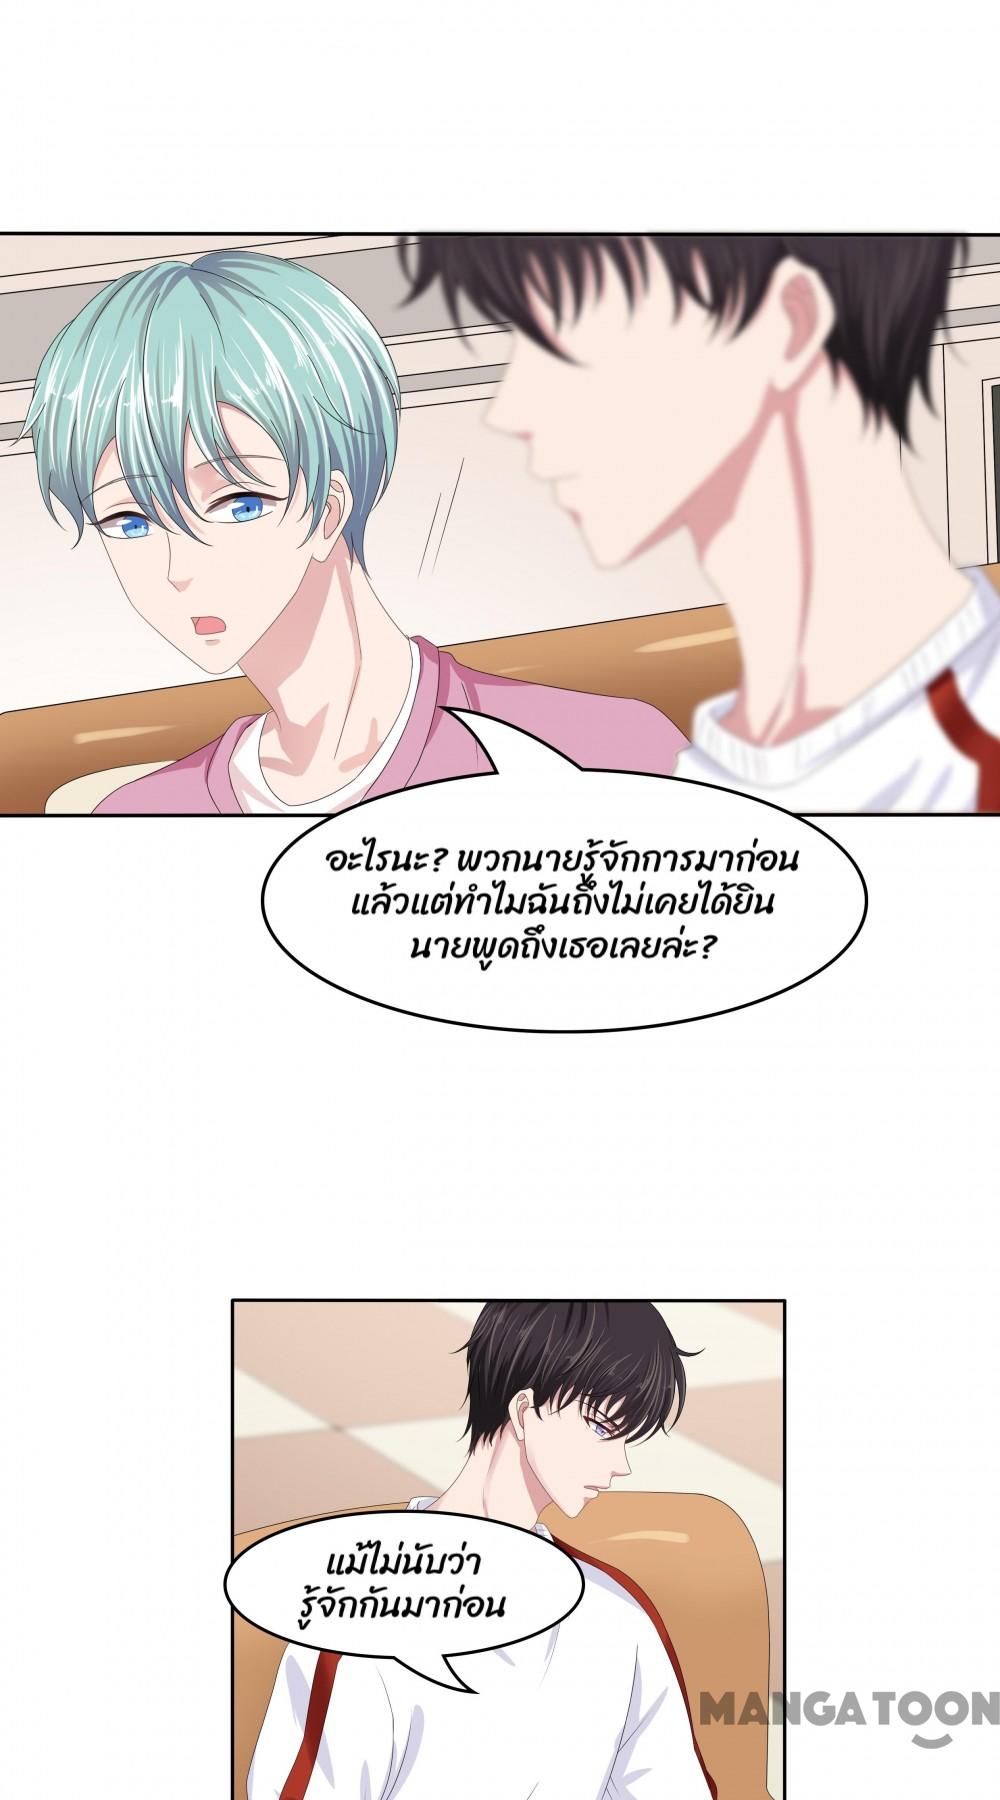 อะไรนะ? พวกนายรู้จักการมาก่อน
แล้วแต่ทำไมฉันถึงไม่เคยได้ยิน
นายพูดถึงเธอเลยล่ะ?
แม้ไม่นับว่า
รู้จักกันมาก่อน
MANGATOON